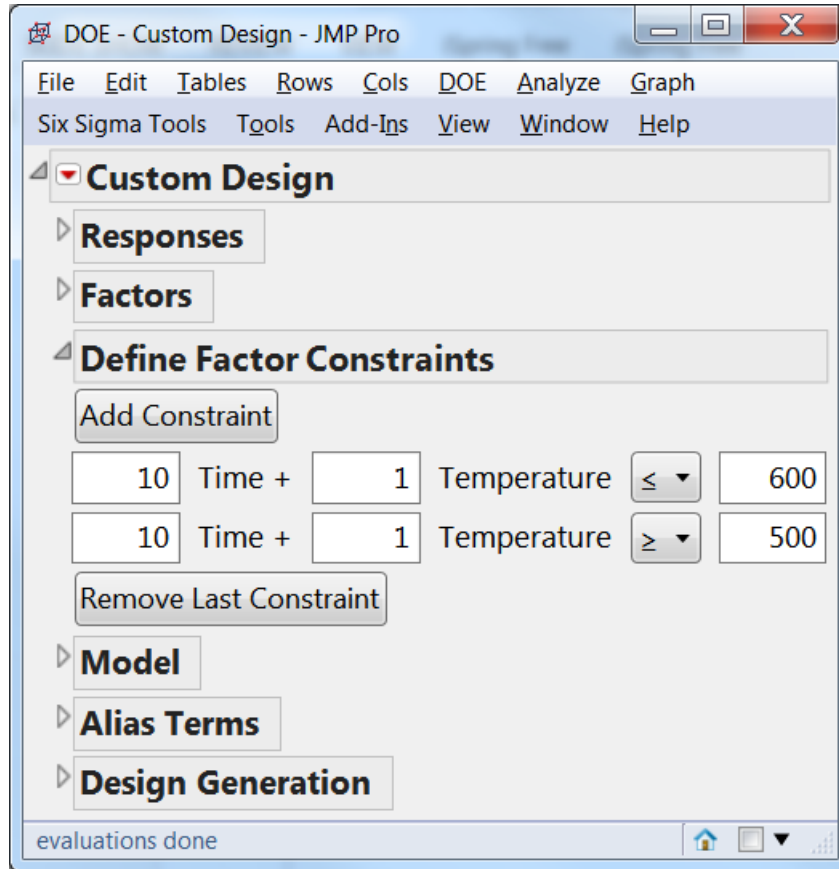 DOE - Custom Design - JMP Pro
File Edit Tables Rows Cols DOE Analyze Graph
Six Sigma Tools Tools Add-Ins View Window Help
Custom Design
Responses
Factors
Define Factor Constraints
Add Constraint
10 Time + 1 Temperature ≤ 600
10 Time + 1 Temperature ≥ 500
Remove Last Constraint
Model
Alias Terms
Design Generation
evaluations done